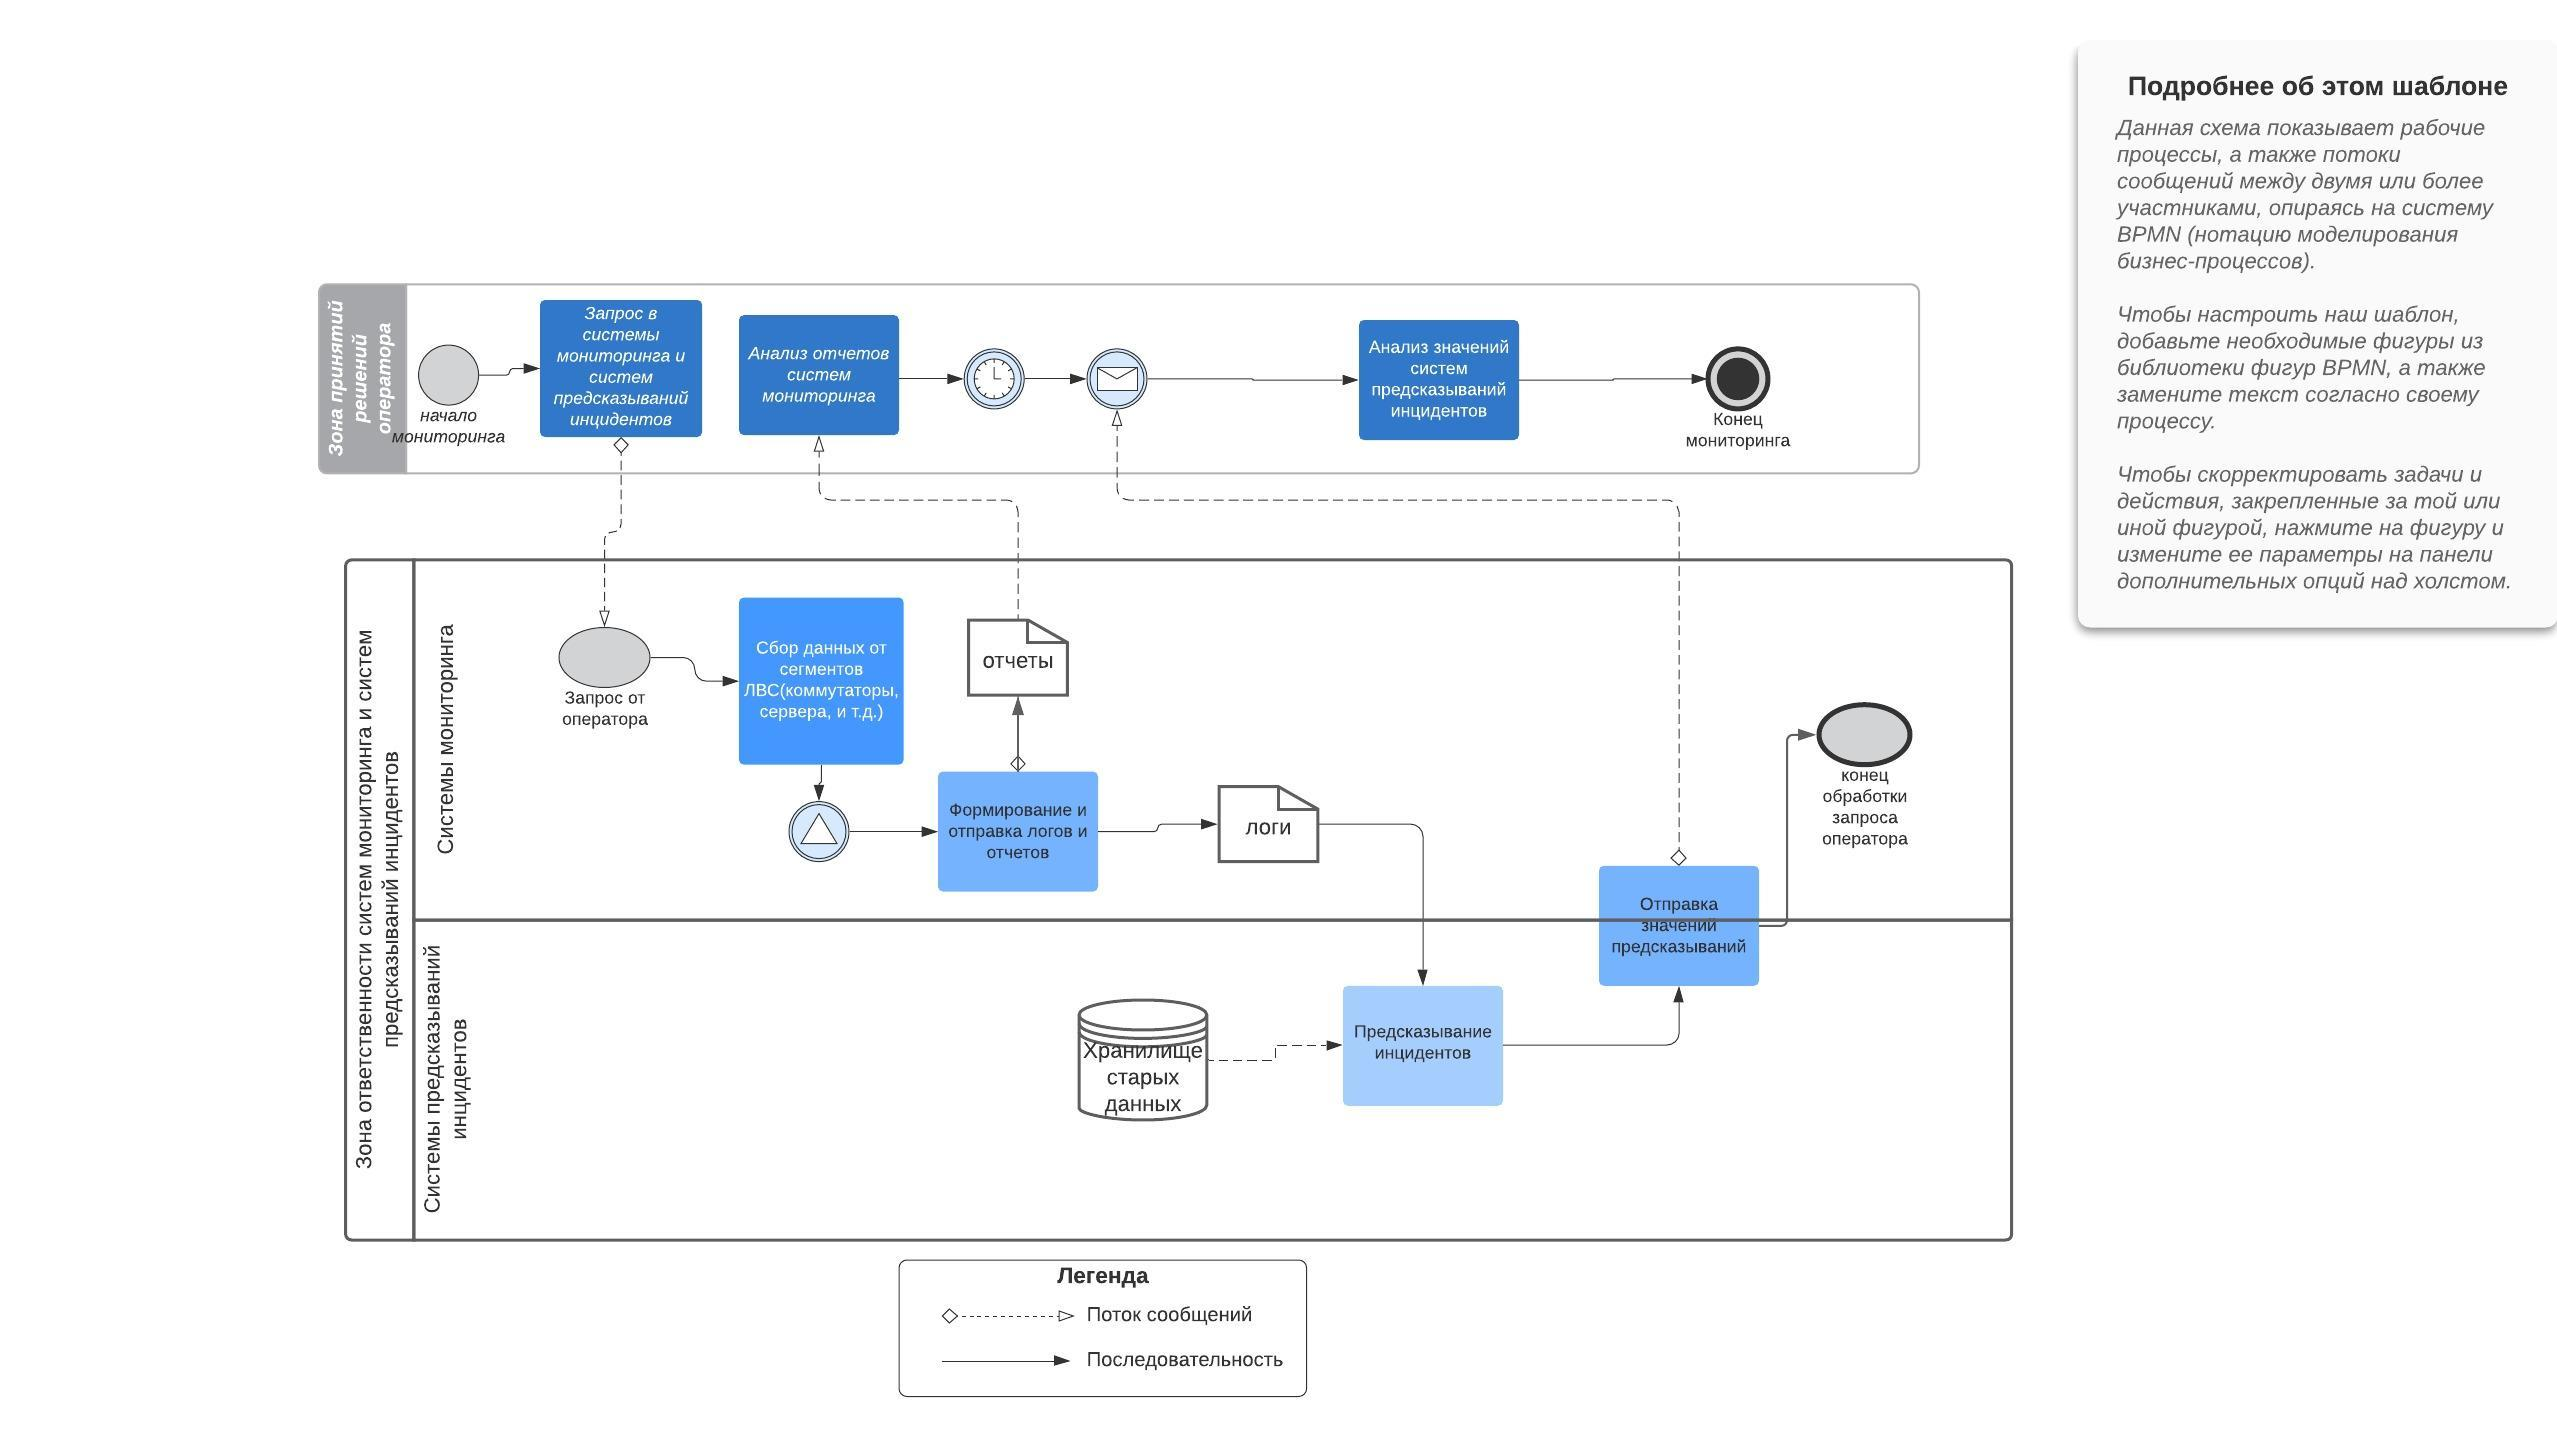 Подробнее об этом шаблоне
Данная схема показывает рабочие
процессы, а также потоки
сообщений между двумя или более
участниками, опираясь на систему
BPMN (нотацию моделирования
бизнес-процессов).
Чтобы настроить наш шаблон,
добавьте необходимые фигуры из
библиотеки фигур BPMN, а также
замените текст согласно своему
процессу.
Чтобы скорректировать задачи и
действия, закрепленные за той или
иной фигурой, нажмите на фигуру и
измените ее параметры на панели
дополнительных опций над холстом.
Зона принятий
решений
оператора
начало
мониторинга
Запрос в
системы
мониторинга и
систем
предсказываний
инцидентов
Анализ отчетов
систем
мониторинга
Анализ значений
систем
предсказываний
инцидентов
Конец
мониторинга
Зона ответственности систем мониторинга и систем
предсказываний инцидентов
Системы мониторинга
Запрос от
оператора
Сбор данных от
сегментов
ЛВС(коммутаторы,
сервера, и т.д.)
отчеты
Формирование и
отправка логов и
отчетов
логи
Отправка
значений
предсказываний
конец
обработки
запроса
оператора
Системы предсказываний
инцидентов
Хранилище
старых
данных
Предсказывание
инцидентов
Легенда
Поток сообщений
Последовательность